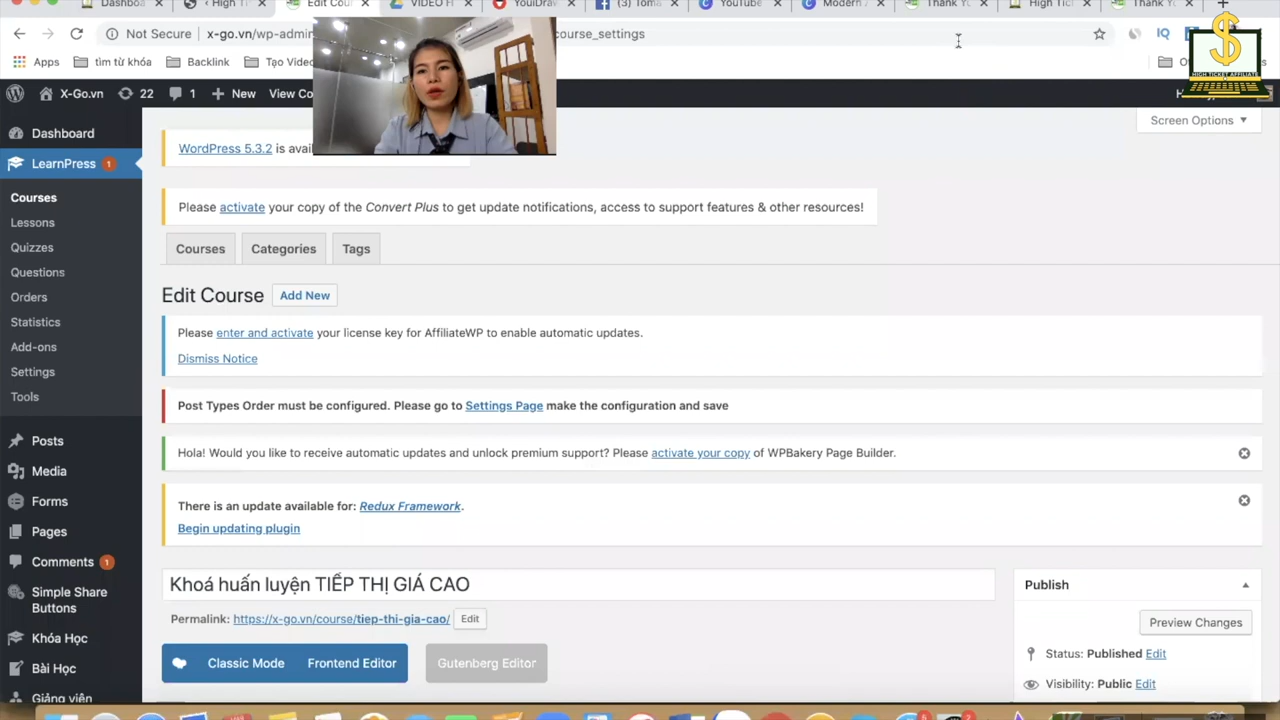 Dashboa
High T
Edit Cou
VIDEO H
(3) Tom
YouTube
Modern
Thank Yo
High Tic
Thank Yo
Not Secure
x-go.vn/wp-admin
course_settings
Apps
tìm từ khóa
Backlink
Tạo Video
HIGH TICKET AFFILIATE
X-Go.vn
22
1
New
View Co
Screen Options
Dashboard
LearnPress 1
Courses
Lessons
Quizzes
Questions
Orders
Statistics
Add-ons
Settings
Tools
Posts
Media
Forms
Pages
Comments 1
Simple Share
Buttons
Khóa Học
Bài Học
Giảng viên
WordPress 5.3.2 is avai
Please activate your copy of the Convert Plus to get update notifications, access to support features & other resources!
Courses
Categories
Tags
Edit Course
Add New
Please enter and activate your license key for AffiliateWP to enable automatic updates.
Dismiss Notice
Post Types Order must be configured. Please go to Settings Page make the configuration and save
Hola! Would you like to receive automatic updates and unlock premium support? Please activate your copy of WPBakery Page Builder.
There is an update available for: Redux Framework.
Begin updating plugin
Khoá huấn luyện TIẾP THỊ GIÁ CAO
Permalink: https://x-go.vn/course/tiep-thi-gia-cao/ Edit
Classic Mode
Frontend Editor
Gutenberg Editor
Publish
Preview Changes
Status: Published Edit
Visibility: Public Edit